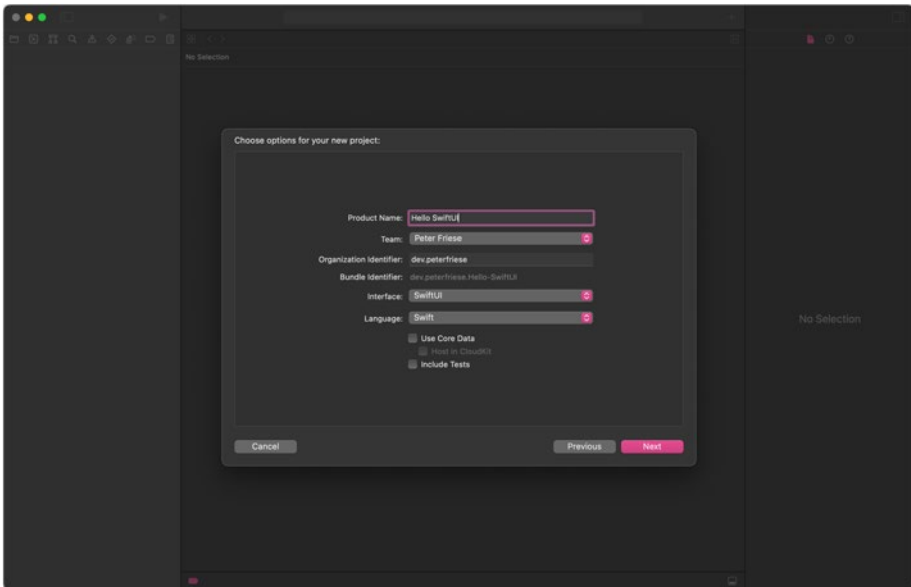 No Selection
Choose options for your new project:
Product Name: Hello SwiftUI
Team: Peter Friese
Organization Identifier: dev.peterfriese
Bundle Identifier: dev.peterfriese.Hello-SwiftUI
Interface: SwiftUI
Language: Swift
Use Core Data
Host in CloudKit
Include Tests
No Selection
Cancel Previous Next